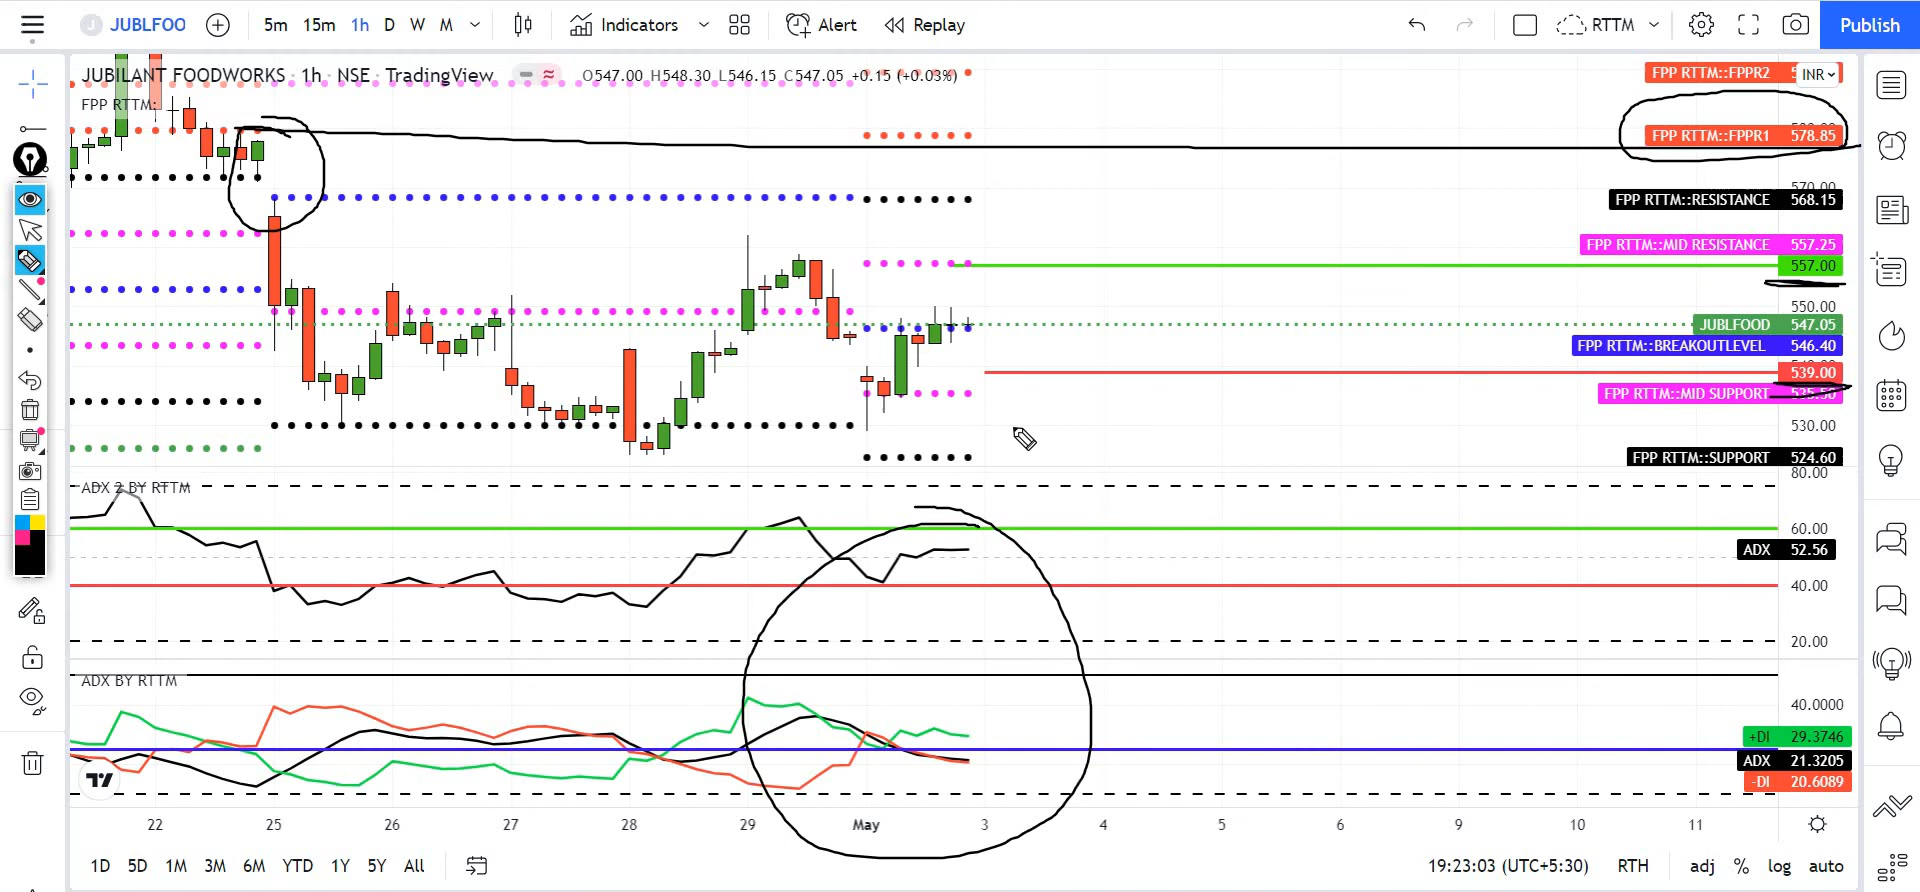 J JUBLFOO 5m 15m 1h D W M Indicators Alert Replay RTTM Publish
JUBILANT FOODWORKS · 1h · NSE · TradingView O547.00 H548.30 L546.15 C547.05 +0.15 (+0.03%)
FPP RTTM::FPPR2 INR
FPP RTTM:
FPP RTTM::FPPR1 578.85
570.00
FPP RTTM::RESISTANCE 568.15
FPP RTTM::MID RESISTANCE 557.25
557.00
550.00
JUBLFOOD 547.05
FPP RTTM::BREAKOUTLEVEL 546.40
539.00
FPP RTTM::MID SUPPORT 535.50
530.00
FPP RTTM::SUPPORT 524.60
80.00
ADX 2 BY RTTM
60.00
ADX 52.56
40.00
20.00
ADX BY RTTM
40.0000
+DI 29.3746
ADX 21.3205
-DI 20.6089
22 25 26 27 28 29 May 3 4 5 6 9 10 11
1D 5D 1M 3M 6M YTD 1Y 5Y All 19:23:03 (UTC+5:30) RTH adj % log auto